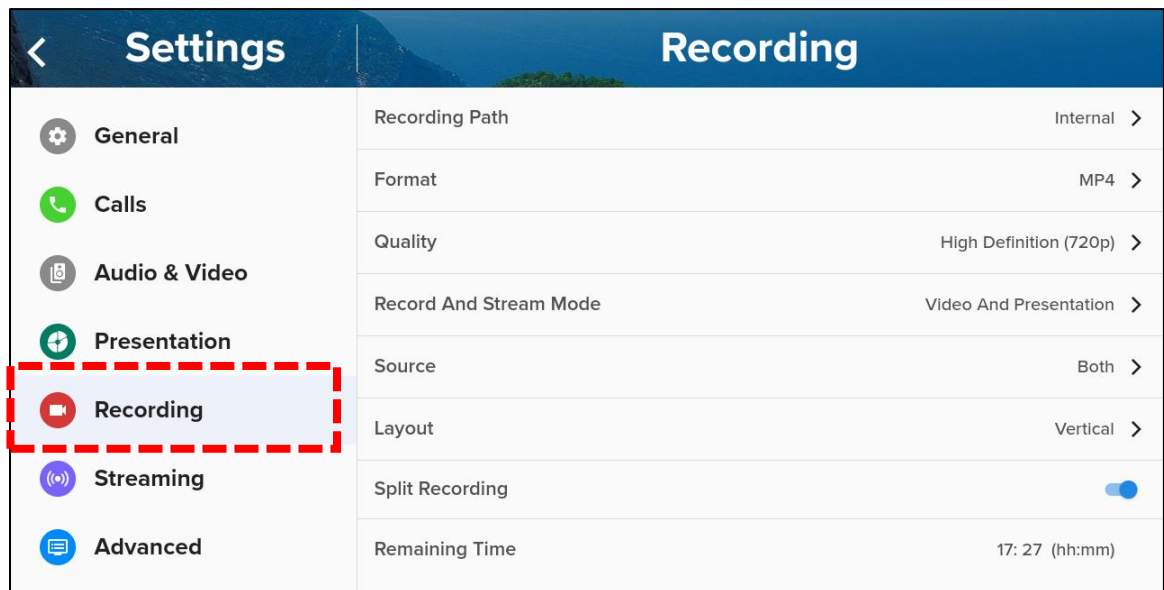 Settings
Recording
General
Calls
Audio & Video
Presentation
Recording
Streaming
Advanced
Recording Path Internal
Format MP4
Quality High Definition (720p)
Record And Stream Mode Video And Presentation
Source Both
Layout Vertical
Split Recording
Remaining Time 17: 27 (hh:mm)